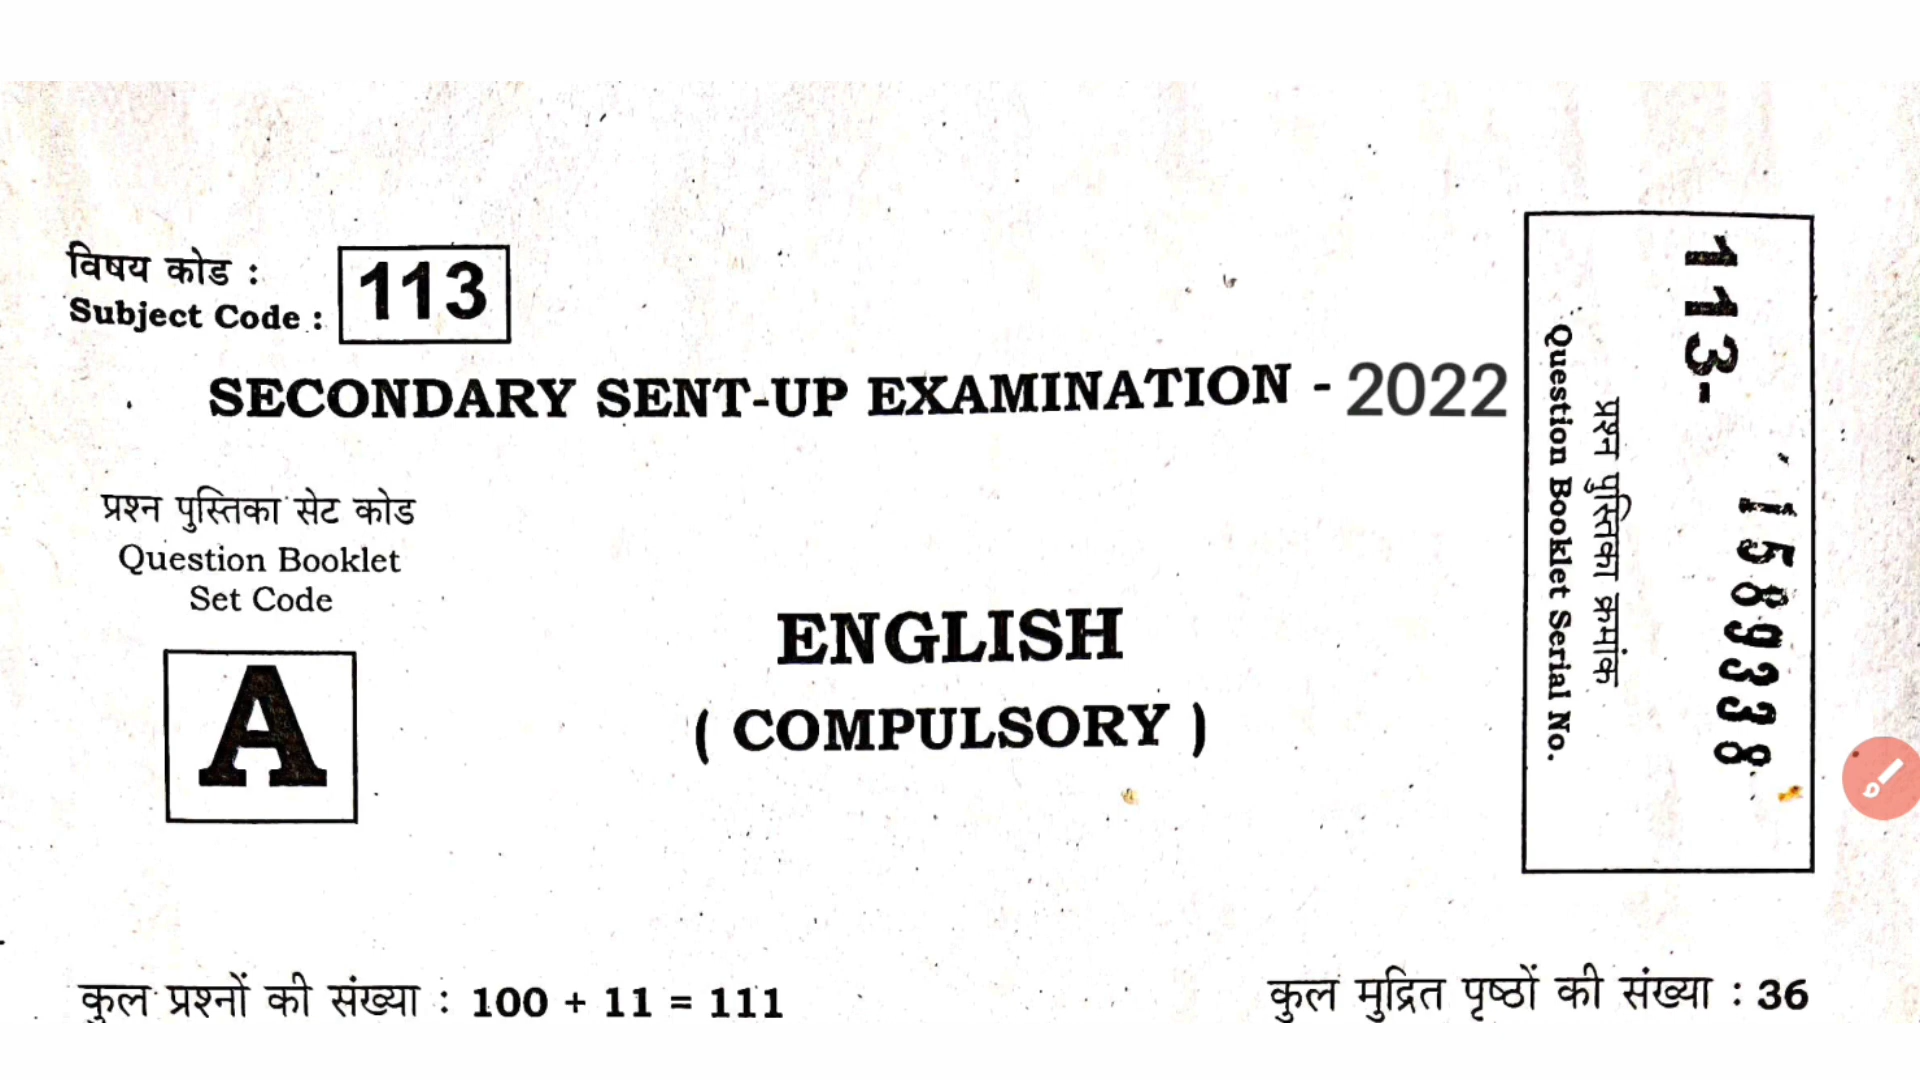 विषय कोड :
Subject Code :
113
SECONDARY SENT-UP EXAMINATION - 2022
प्रश्न पुस्तिका सेट कोड
Question Booklet
Set Code
A
ENGLISH
( COMPULSORY )
113-
1589338
प्रश्न पुस्तिका क्रमांक
Question Booklet Serial No.
कुल प्रश्नों की संख्या : 100 + 11 = 111
कुल मुद्रित पृष्ठों की संख्या : 36